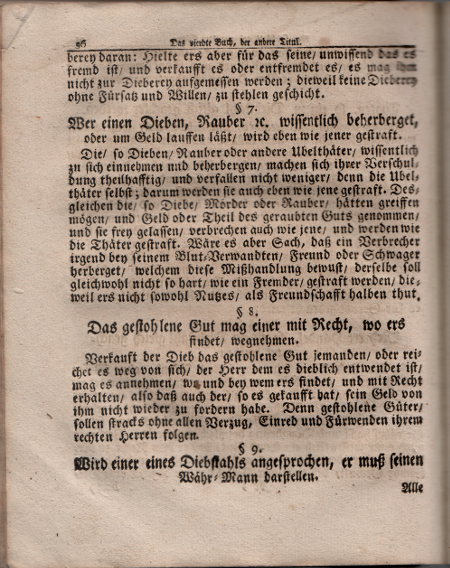 96 Das vierdte Buch, der andere Titul.
berey daran: Hielte ers aber für das seine/ unwissend das es
fremd ist/ und verkaufft es oder entfremdet es/ es mag ihm
nicht zur Dieberey aufgemessen werden; dieweil keine Dieberey
ohne Fürsatz und Willen/ zu stehlen geschicht.
§ 7.
Wer einen Dieben, Rauber ꝛc. wissentlich beherberget,
oder um Geld lauffen läßt/ wird eben wie jener gestraft.
Die/ so Dieben/ Rauber oder andere Ubelthäter/ wissentlich
zu sich einnehmen und beherbergen/ machen sich ihrer Verschul-
dung theilhafftig/ und verfallen nicht weniger/ denn die Ubel-
thäter selbst; darum werden sie auch eben wie jene gestraft. Des-
gleichen die/ so Diebe/ Mörder oder Rauber/ hätten greiffen
mögen/ und Geld oder Theil des geraubten Guts genommen/
und sie frey gelassen/ verbrechen auch wie jene/ und werden wie
die Thäter gestraft. Wäre es aber Sach, daß ein Verbrecher
irgend bey seinem Blut-Verwandten/ Freund oder Schwager
herberget/ welchem diese Mißhandlung bewust/ derselbe soll
gleichwohl nicht so hart/ wie ein Fremder/ gestraft werden/ die-
weil ers nicht sowohl Nutzes/ als Freundschafft halben thut.
§ 8.
Das gestohlene Gut mag einer mit Recht, wo ers
findet/ wegnehmen.
Verkauft der Dieb das gestohlene Gut jemanden/ oder rei-
chet es weg von sich/ der Herr dem es dieblich entwendet ist/
mag es annehmen/ wo und bey wem ers findet/ und mit Recht
erhalten/ also daß auch der/ so es gekaufft hat/ sein Geld von
ihm nicht wieder zu fordern habe. Denn gestohlene Güter/
sollen stracks ohne allen Verzug, Einred und Fürwenden ihrem
rechten Herren folgen.
§ 9.
Wird einer eines Diebstahls angesprochen, er muß seinen
Währ-Mann darstellen.
Alle